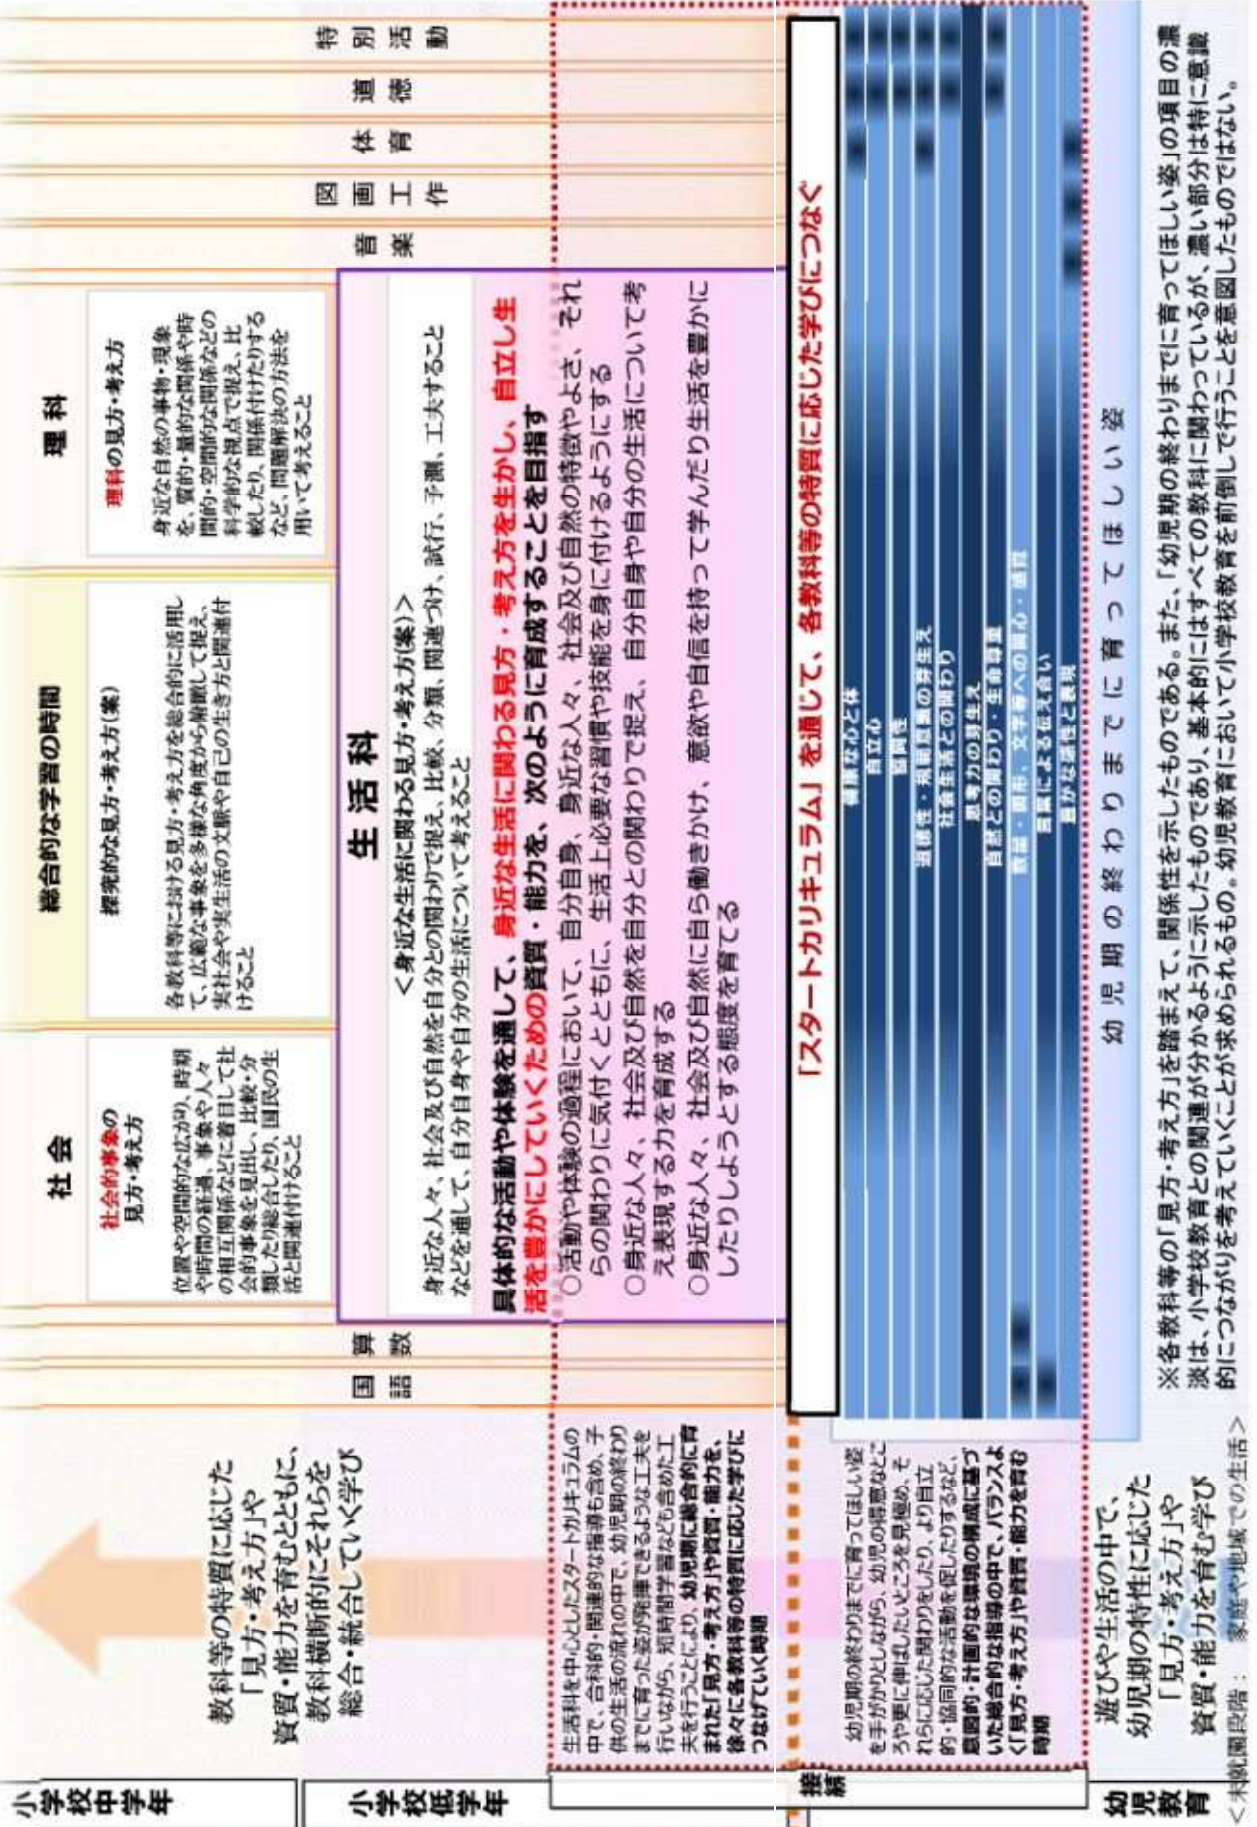 小学校中学年
教科等の特質に応じた
「見方・考え方」や
資質・能力を育むとともに、
教科横断的にそれらを
総合・統合していく学び
社会
社会的事象の
見方・考え方
位置や空間的な広がり、時期
や時間の経過、事象や人々
の相互関係などに着目して社
会的事象を見出し、比較・分
類したり総合したり、国民の生
活と関連付けること
総合的な学習の時間
探究的な見方・考え方(案)
各教科等における見方・考え方を総合的に活用し
て、広範な事象を多様な角度から俯瞰して捉え、
実社会や実生活の文脈や自己の生き方と関連付
けること
理科
理科の見方・考え方
身近な自然の事物・現象
を、質的・量的な関係や時
間的・空間的な関係などの
科学的な視点で捉え、比
較したり、関係付けたりする
など、問題解決の方法を
用いて考えること
国語
算数
音楽
図画工作
体育
道徳
特別活動
小学校低学年
生活科
<身近な生活に関わる見方・考え方(案)>
身近な人々、社会及び自然を自分との関わりで捉え、比較、分類、関連づけ、試行、予測、工夫すること
などを通して、自分自身や自分の生活について考えること
具体的な活動や体験を通して、身近な生活に関わる見方・考え方を生かし、自立し生
活を豊かにしていくための資質・能力を、次のように育成することを目指す
○活動や体験の過程において、自分自身、身近な人々、社会及び自然の特徴やよさ、それ
らの関わりに気付くとともに、生活上必要な習慣や技能を身に付けるようにする
○身近な人々、社会及び自然を自分との関わりで捉え、自分自身や自分の生活について考
え表現する力を育成する
○身近な人々、社会及び自然に自ら働きかけ、意欲や自信を持って学んだり生活を豊かに
したりしようとする態度を育てる
生活科を中心としたスタートカリキュラムの
中で、合科的・関連的な指導も含め、子
供の生活の流れの中で、幼児期の終わり
までに育った姿が発揮できるような工夫を
行いながら、短時間学習なども含めた工
夫を行うことにより、幼児期に総合的に育
まれた「見方・考え方」や資質・能力を、
徐々に各教科等の特質に応じた学びに
つなげていく時期
接続
「スタートカリキュラム」を通じて、各教科等の特質に応じた学びにつなぐ
幼児期の終わりまでに育ってほしい姿
を手がかりとしながら、幼児の得意なとこ
ろや更に伸ばしたいところを見極め、そ
れらに応じた関わりをしたり、より自立
的・協同的な活動を促したりするなど、
意図的・計画的な環境の構成に基づ
いた総合的な指導の中で、バランスよ
く「見方・考え方」や資質・能力を育む
時期
健康な心と体
自立心
協同性
道徳性・規範意識の芽生え
社会生活との関わり
思考力の芽生え
自然との関わり・生命尊重
数量・図形、文字等への関心・感覚
言葉による伝え合い
豊かな感性と表現
幼児期の終わりまでに育ってほしい姿
幼児教育
遊びや生活の中で、
幼児期の特性に応じた
「見方・考え方」や
資質・能力を育む学び
※各教科等の「見方・考え方」を踏まえて、関係性を示したものである。また、「幼児期の終わりまでに育ってほしい姿」の項目の濃
淡は、小学校教育との関連が分かるように示したものであり、基本的にはすべての教科に関わっているが、濃い部分は特に意識
的につながりを考えていくことが求められるもの。幼児教育において小学校教育を前倒しで行うことを意図したものではない。
<未就園段階: 家庭や地域での生活>